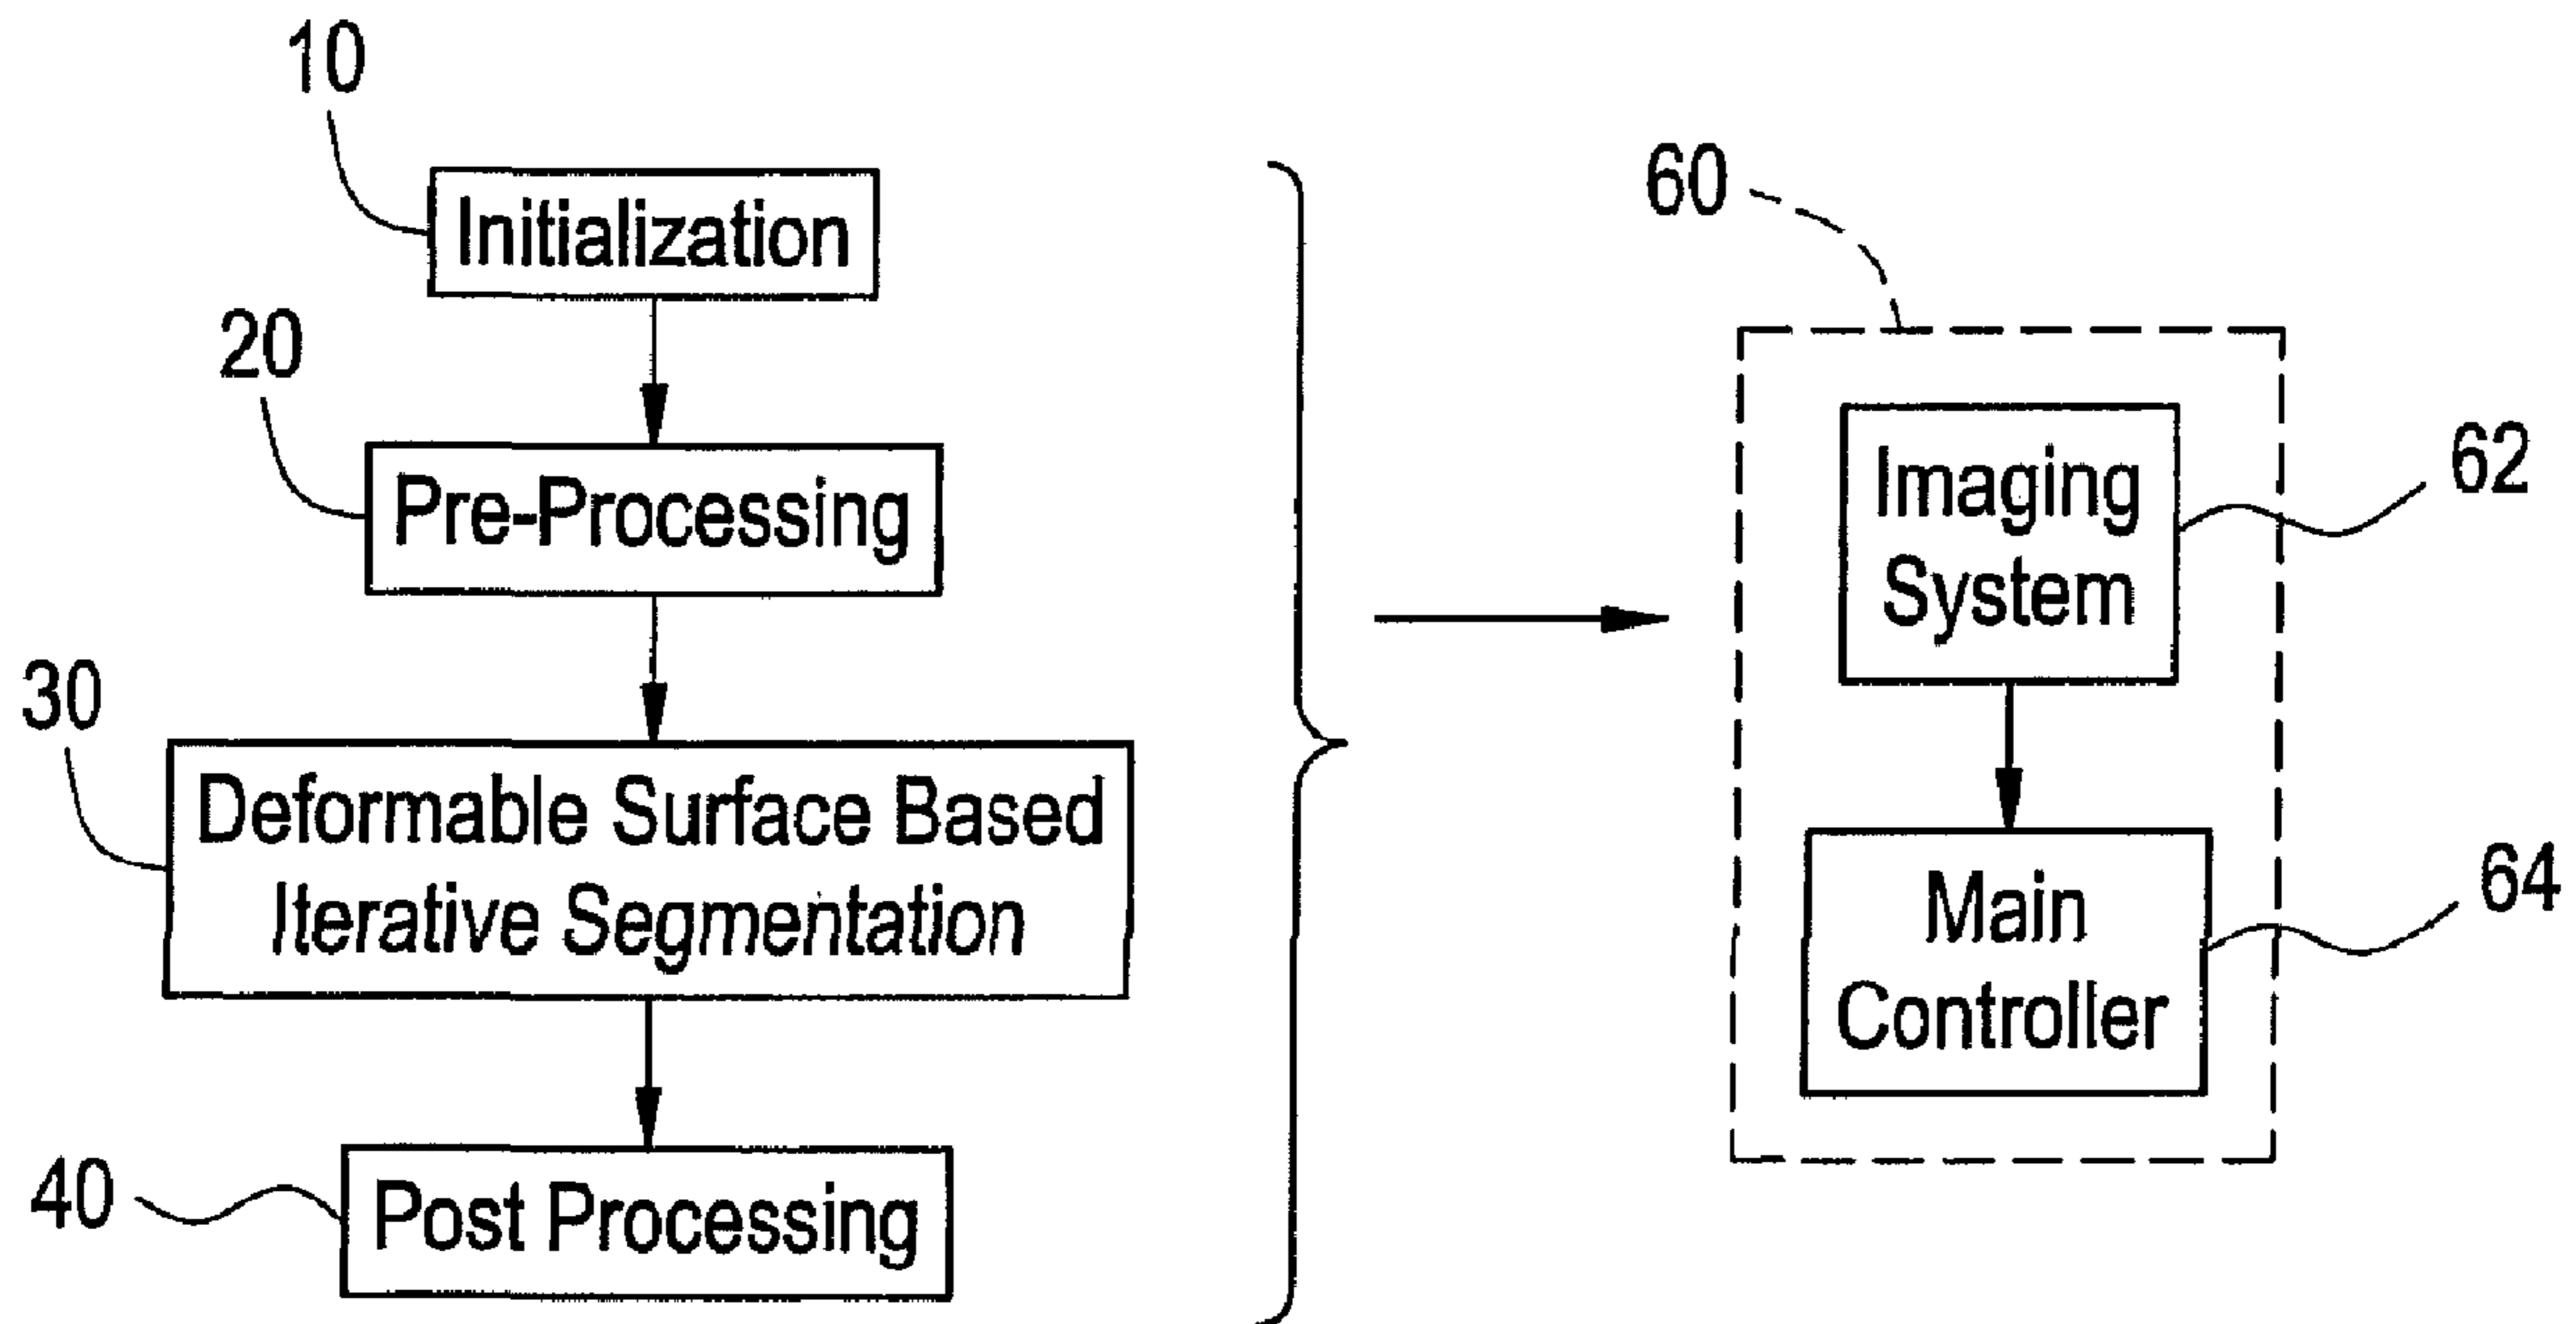 10
Initialization
20
Pre-Processing
30
Deformable Surface Based
Iterative Segmentation
40
Post Processing
60
Imaging
System
62
Main
Controller
64